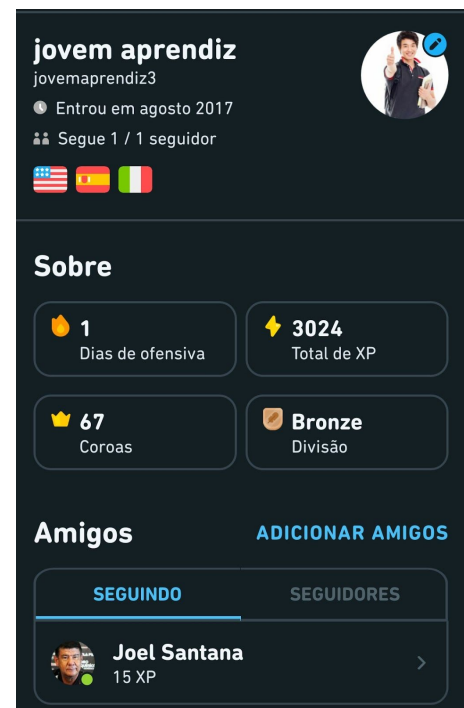 jovem aprendiz
jovemaprendiz3
Entrou em agosto 2017
Segue 1 / 1 seguidor
Sobre
1
Dias de ofensiva
3024
Total de XP
67
Coroas
Bronze
Divisão
Amigos
ADICIONAR AMIGOS
SEGUINDO
SEGUIDORES
Joel Santana
15 XP